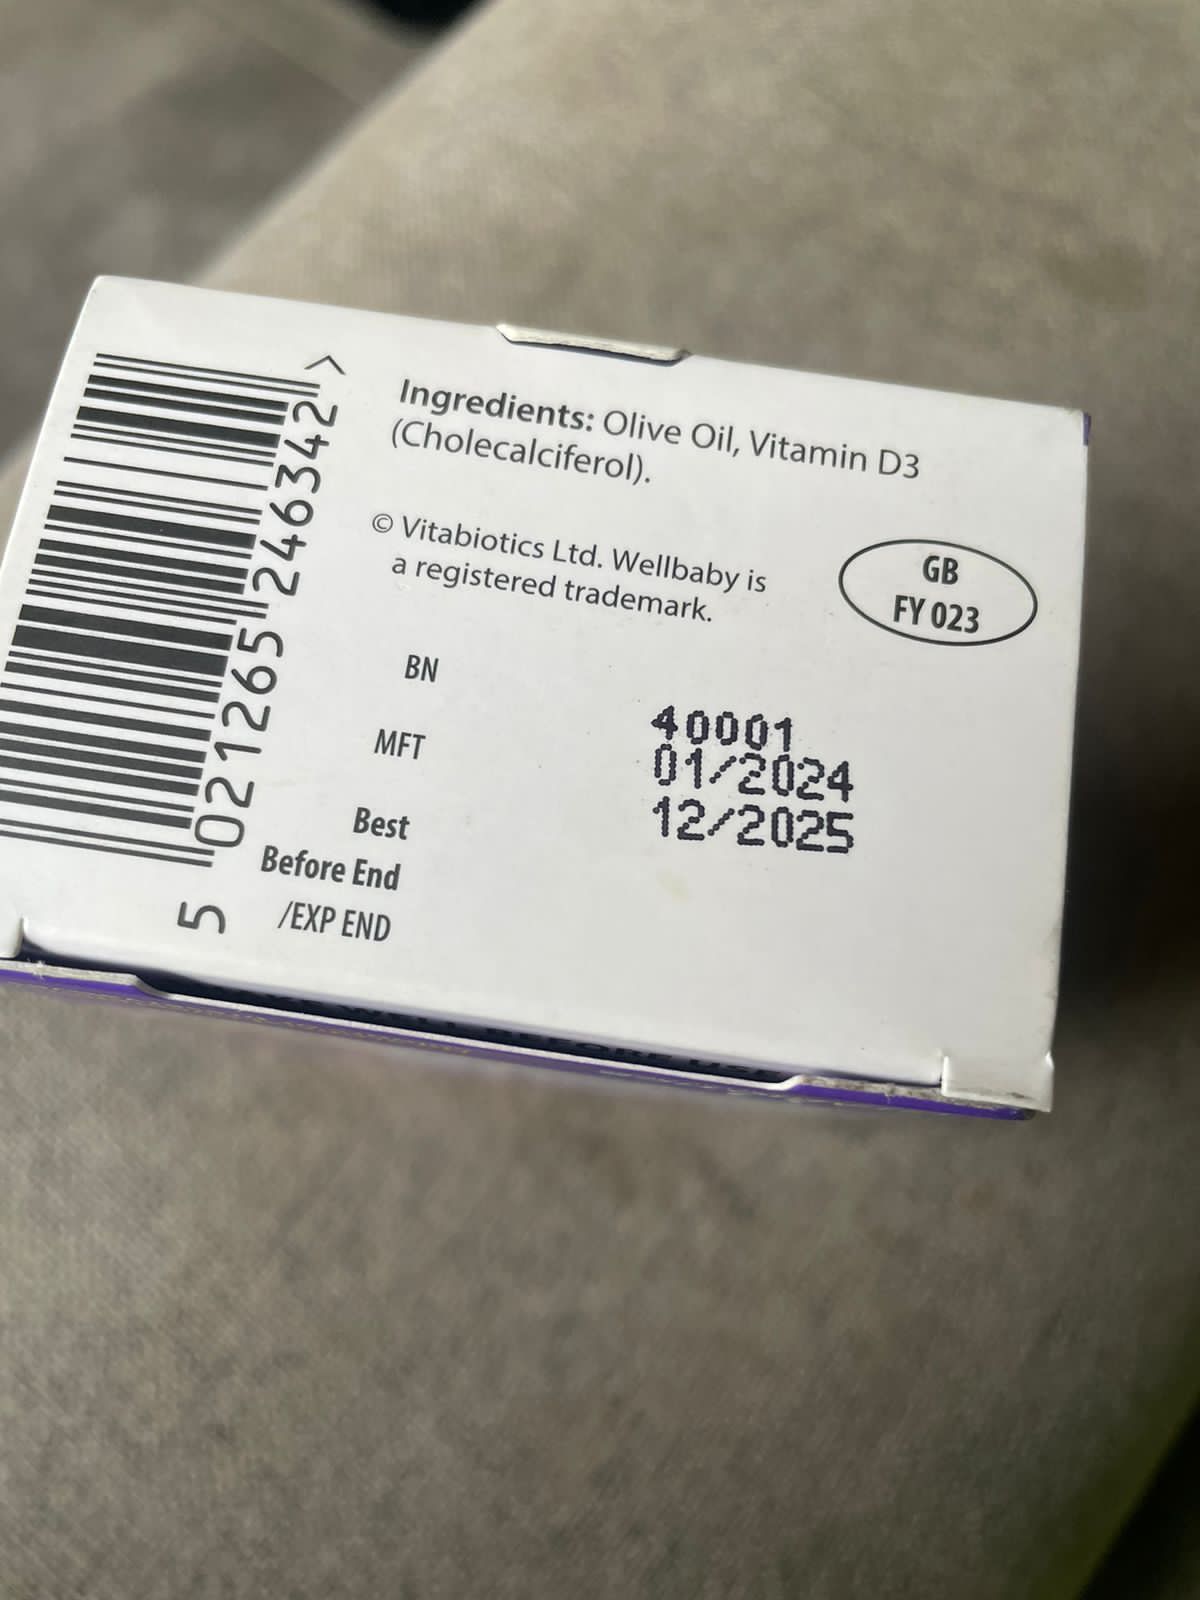 Ingredients: Olive Oil, Vitamin D3
(Cholecalciferol).
© Vitabiotics Ltd. Wellbaby is
a registered trademark.
GB
FY 023
BN
40001
MFT
01/2024
Best
Before End
/EXP END
12/2025
5 021265 246342 >